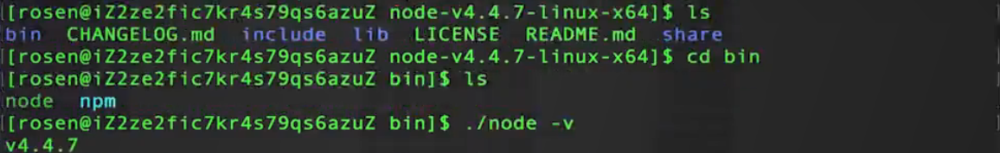 [rosen@iZ2ze2fic7kr4s79qs6azuZ node-v4.4.7-linux-x64]$ ls
bin CHANGELOG.md include lib LICENSE README.md share
[rosen@iZ2ze2fic7kr4s79qs6azuZ node-v4.4.7-linux-x64]$ cd bin
[rosen@iZ2ze2fic7kr4s79qs6azuZ bin]$ ls
node npm
[rosen@iZ2ze2fic7kr4s79qs6azuZ bin]$ ./node -v
v4.4.7